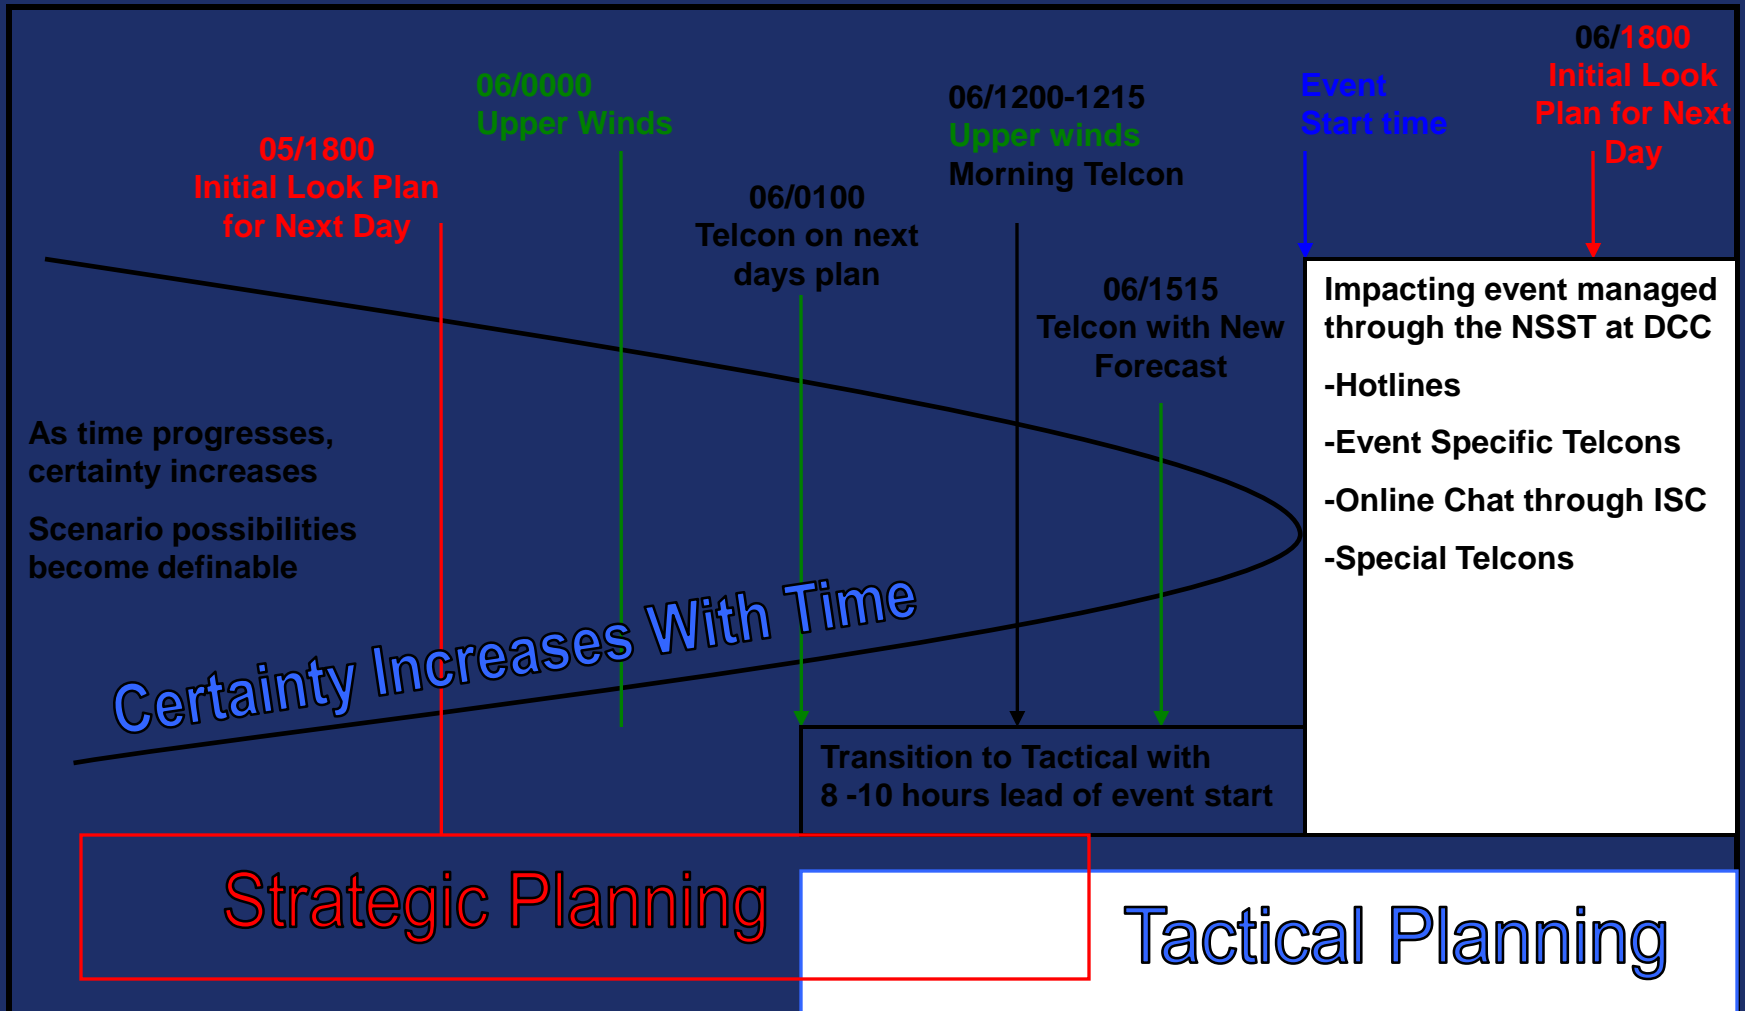 05/1800
Initial Look Plan
for Next Day
06/0000
Upper Winds
06/0100
Telcon on next
days plan
06/1200-1215
Upper winds
Morning Telcon
06/1515
Telcon with New
Forecast
Event
Start time
06/1800
Initial Look
Plan for Next
Day
As time progresses,
certainty increases
Scenario possibilities
become definable
Certainty Increases With Time
Impacting event managed
through the NSST at DCC
-Hotlines
-Event Specific Telcons
-Online Chat through ISC
-Special Telcons
Transition to Tactical with
8 -10 hours lead of event start
Strategic Planning
Tactical Planning